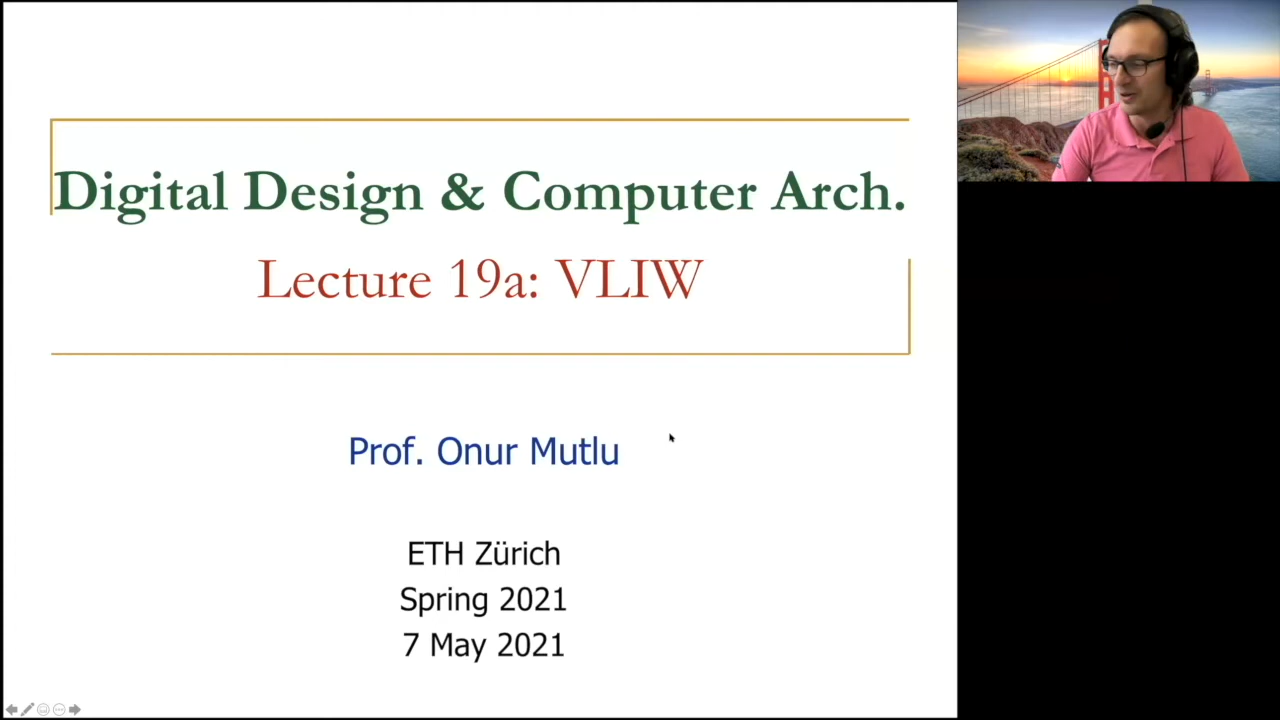 Digital Design & Computer Arch.
Lecture 19a: VLIW
Prof. Onur Mutlu
ETH Zürich
Spring 2021
7 May 2021